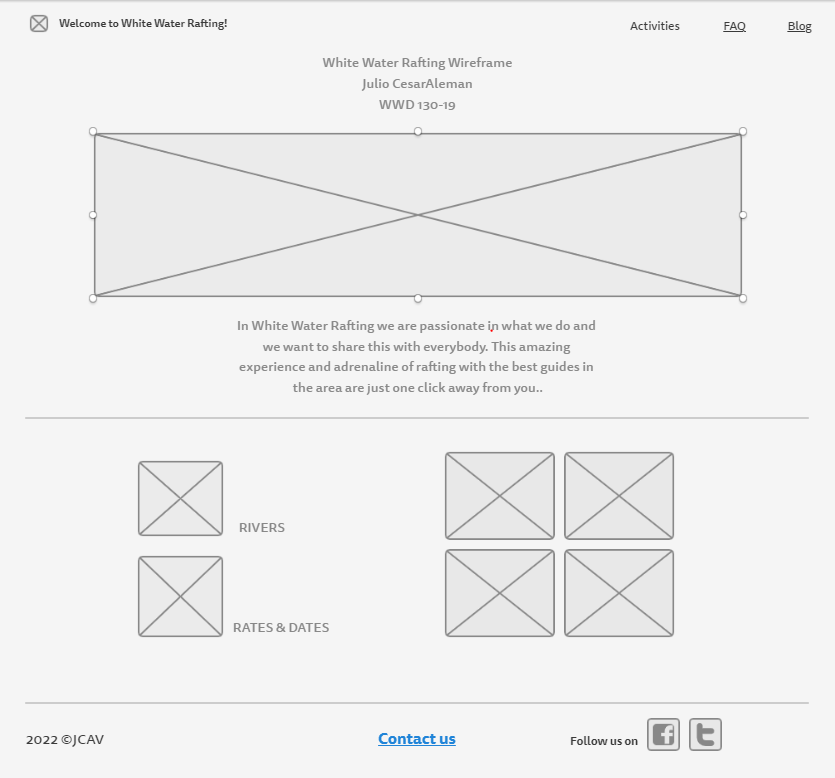 Welcome to White Water Rafting!
Activities
FAQ
Blog
White Water Rafting Wireframe
Julio CesarAleman
WWD 130-19
In White Water Rafting we are passionate in what we do and
we want to share this with everybody. This amazing
experience and adrenaline of rafting with the best guides in
the area are just one click away from you..
RIVERS
RATES & DATES
2022 ©JCAV
Contact us
Follow us on